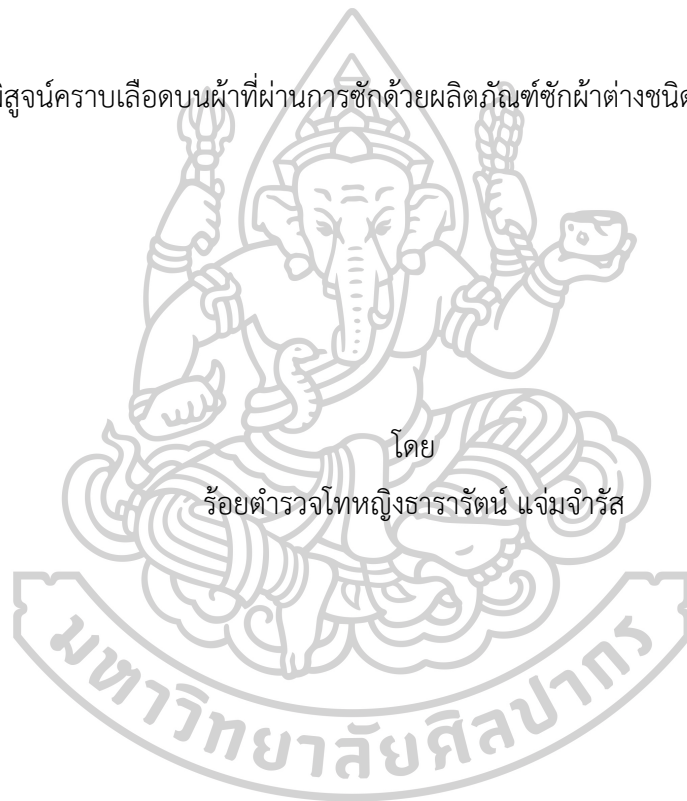 พิสูจน์คราบเลือดบนผ้าที่ผ่านการซักด้วยผลิตภัณฑ์ซักผ้าต่างชนิด
โดย
ร้อยตำรวจโทหญิงธารารัตน์ แจ่มจำรัส
มหาวิทยาลัยศิลปากร